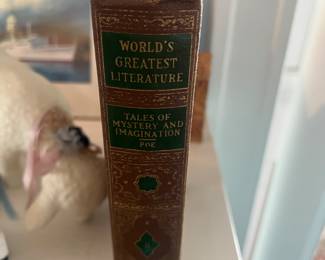 WORLD'S
GREATEST
LITERATURE
TALES OF
MYSTERY AND
IMAGINATION
POE